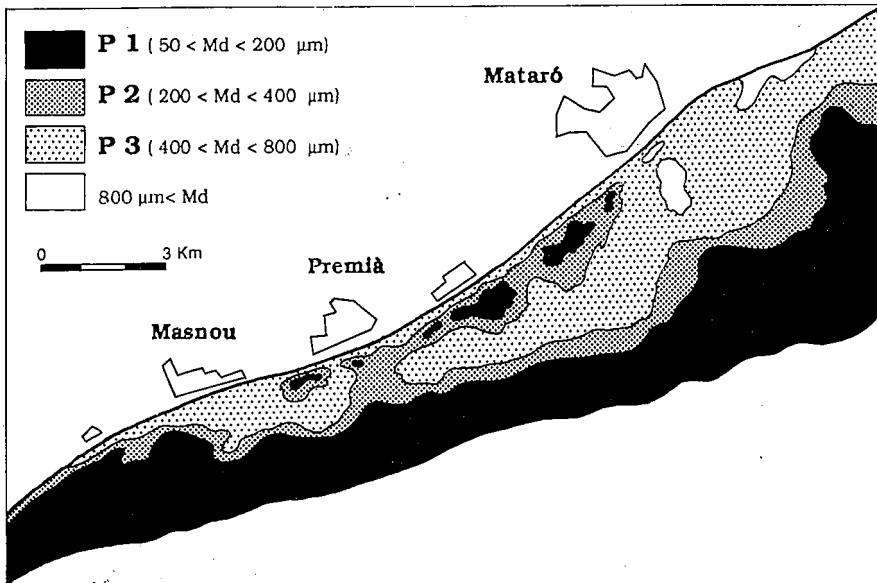 P 1 ( 50 < Md < 200 µm)
P 2 ( 200 < Md < 400 µm)
P 3 ( 400 < Md < 800 µm)
800 µm< Md
0 3 Km
Mataró
Premià
Masnou